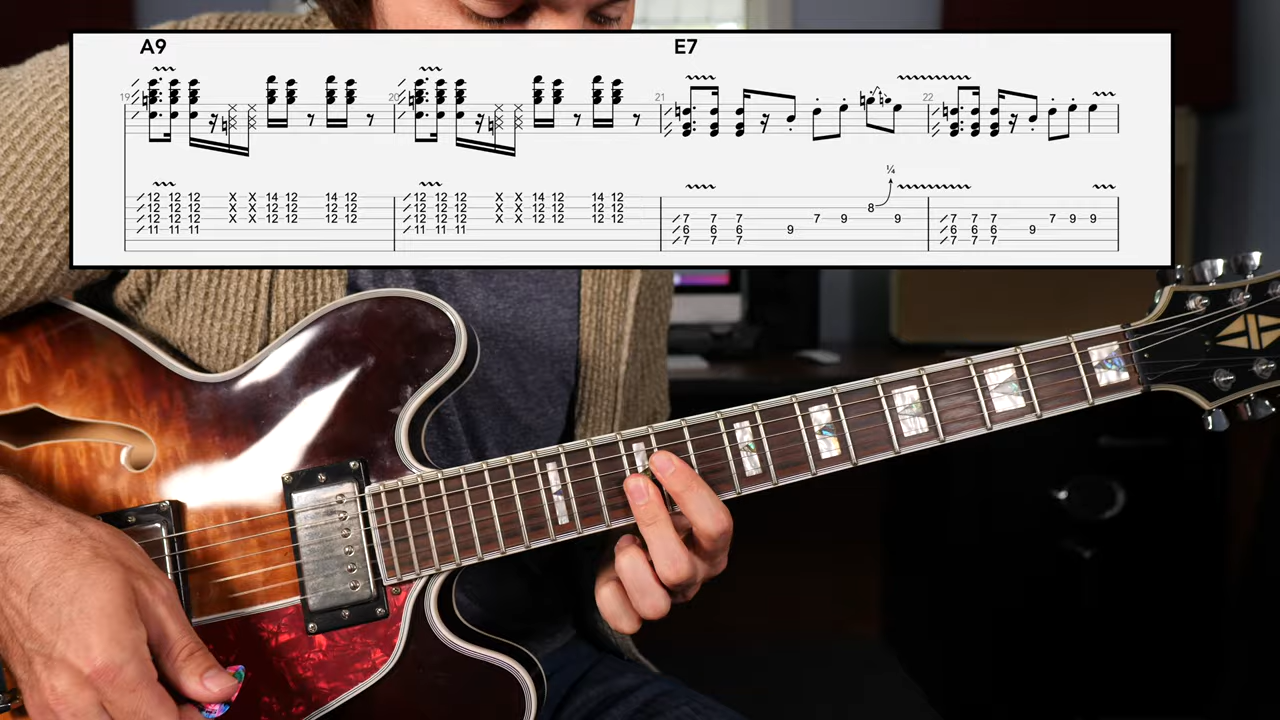 A9 E7
19 20 21 22
1/4
12 12 12 X X 14 12 14 12 12 12 12 X X 14 12 14 12
12 12 12 X X 12 12 12 12 12 12 12 X X 12 12 12 12 8
12 12 12 X X 12 12 12 12 12 12 12 X X 12 12 12 12 7 7 7 7 9 9 7 7 7 7 9 9
11 11 11 11 11 11 6 6 6 9 6 6 6 9
7 7 7 7 7 7